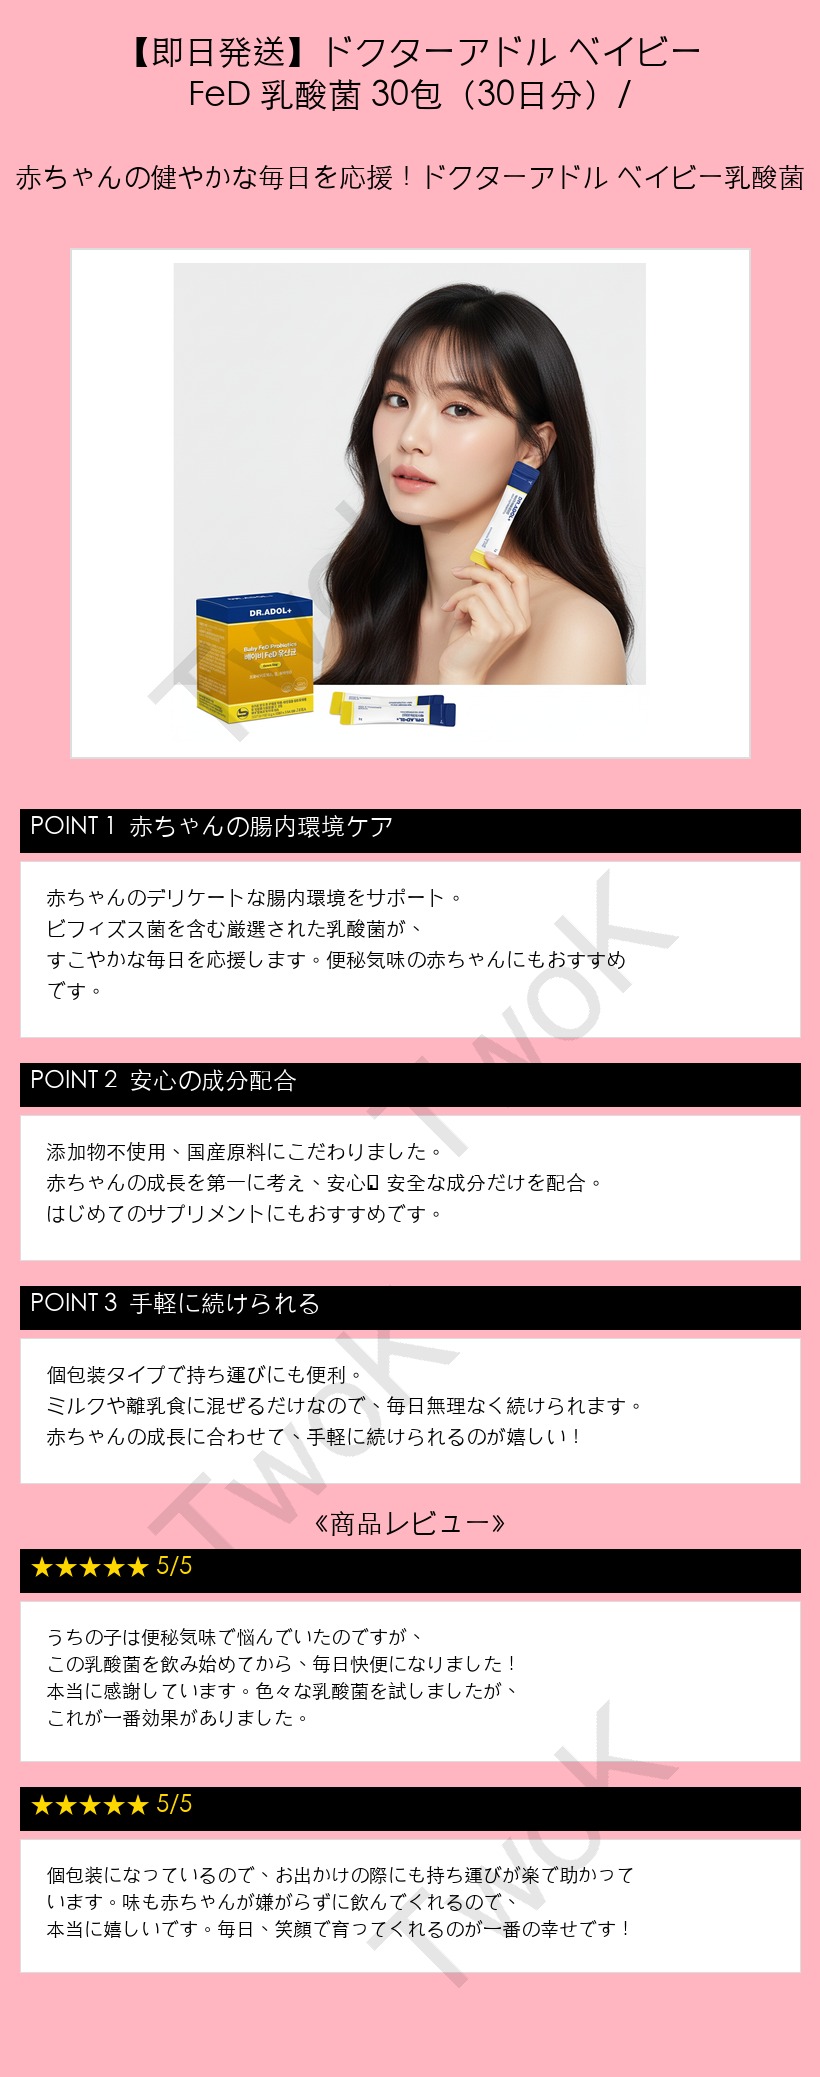 【即日発送】ドクターアドル ベイビー
FeD 乳酸菌 30包（30日分）/
赤ちゃんの健やかな毎日を応援！ドクターアドル ベイビー乳酸菌
DR.ADOL+
DR.ADOL+
Baby FeD Probiotics
베이비 FeD 유산균
DR.ADOL+
POINT 1 赤ちゃんの腸内環境ケア
赤ちゃんのデリケートな腸内環境をサポート。
ビフィズス菌を含む厳選された乳酸菌が、
すこやかな毎日を応援します。便秘気味の赤ちゃんにもおすすめ
です。
POINT 2 安心の成分配合
添加物不使用、国産原料にこだわりました。
赤ちゃんの成長を第一に考え、安心 安全な成分だけを配合。
はじめてのサプリメントにもおすすめです。
POINT 3 手軽に続けられる
個包装タイプで持ち運びにも便利。
ミルクや離乳食に混ぜるだけなので、毎日無理なく続けられます。
赤ちゃんの成長に合わせて、手軽に続けられるのが嬉しい！
《商品レビュー》
★★★★★ 5/5
うちの子は便秘気味で悩んでいたのですが、
この乳酸菌を飲み始めてから、毎日快便になりました！
本当に感謝しています。色々な乳酸菌を試しましたが、
これが一番効果がありました。
★★★★★ 5/5
個包装になっているので、お出かけの際にも持ち運びが楽で助かって
います。味も赤ちゃんが嫌がらずに飲んでくれるので、
本当に嬉しいです。毎日、笑顔で育ってくれるのが一番の幸せです！
TwoK
TwoK
TwoK
TwoK